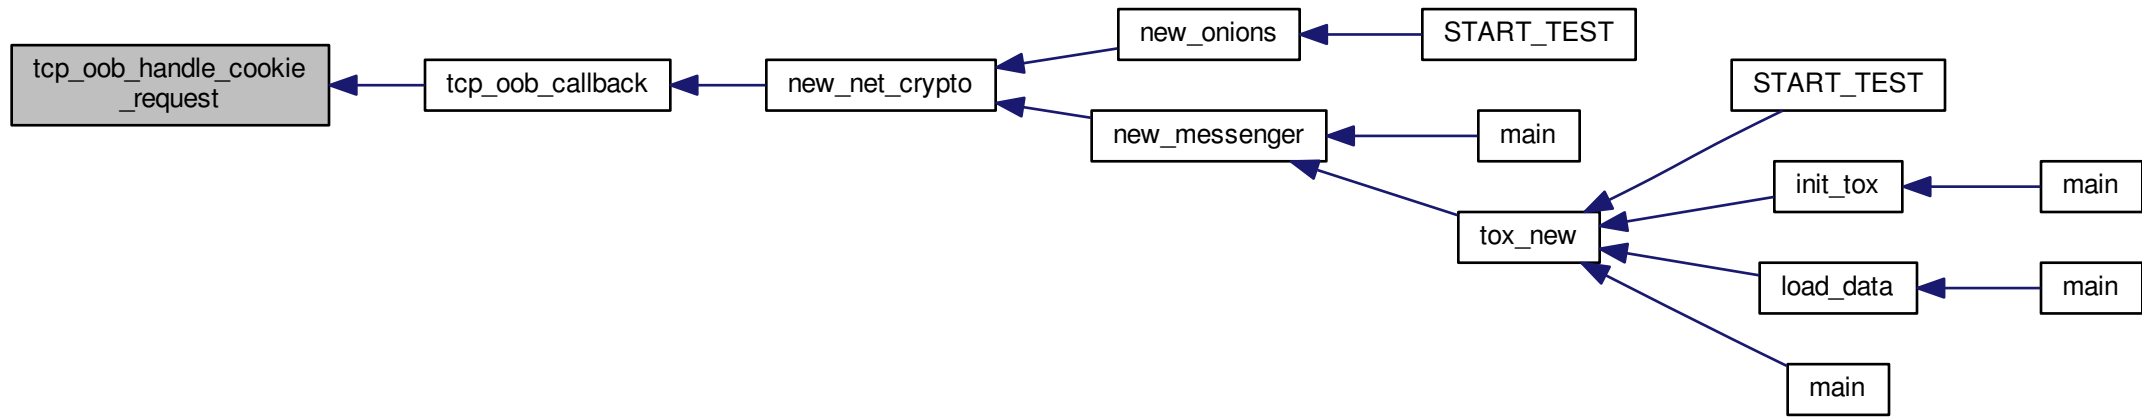 tcp_oob_handle_cookie
_request
tcp_oob_callback
new_net_crypto
new_onions
START_TEST
new_messenger
main
tox_new
START_TEST
init_tox
main
load_data
main
main